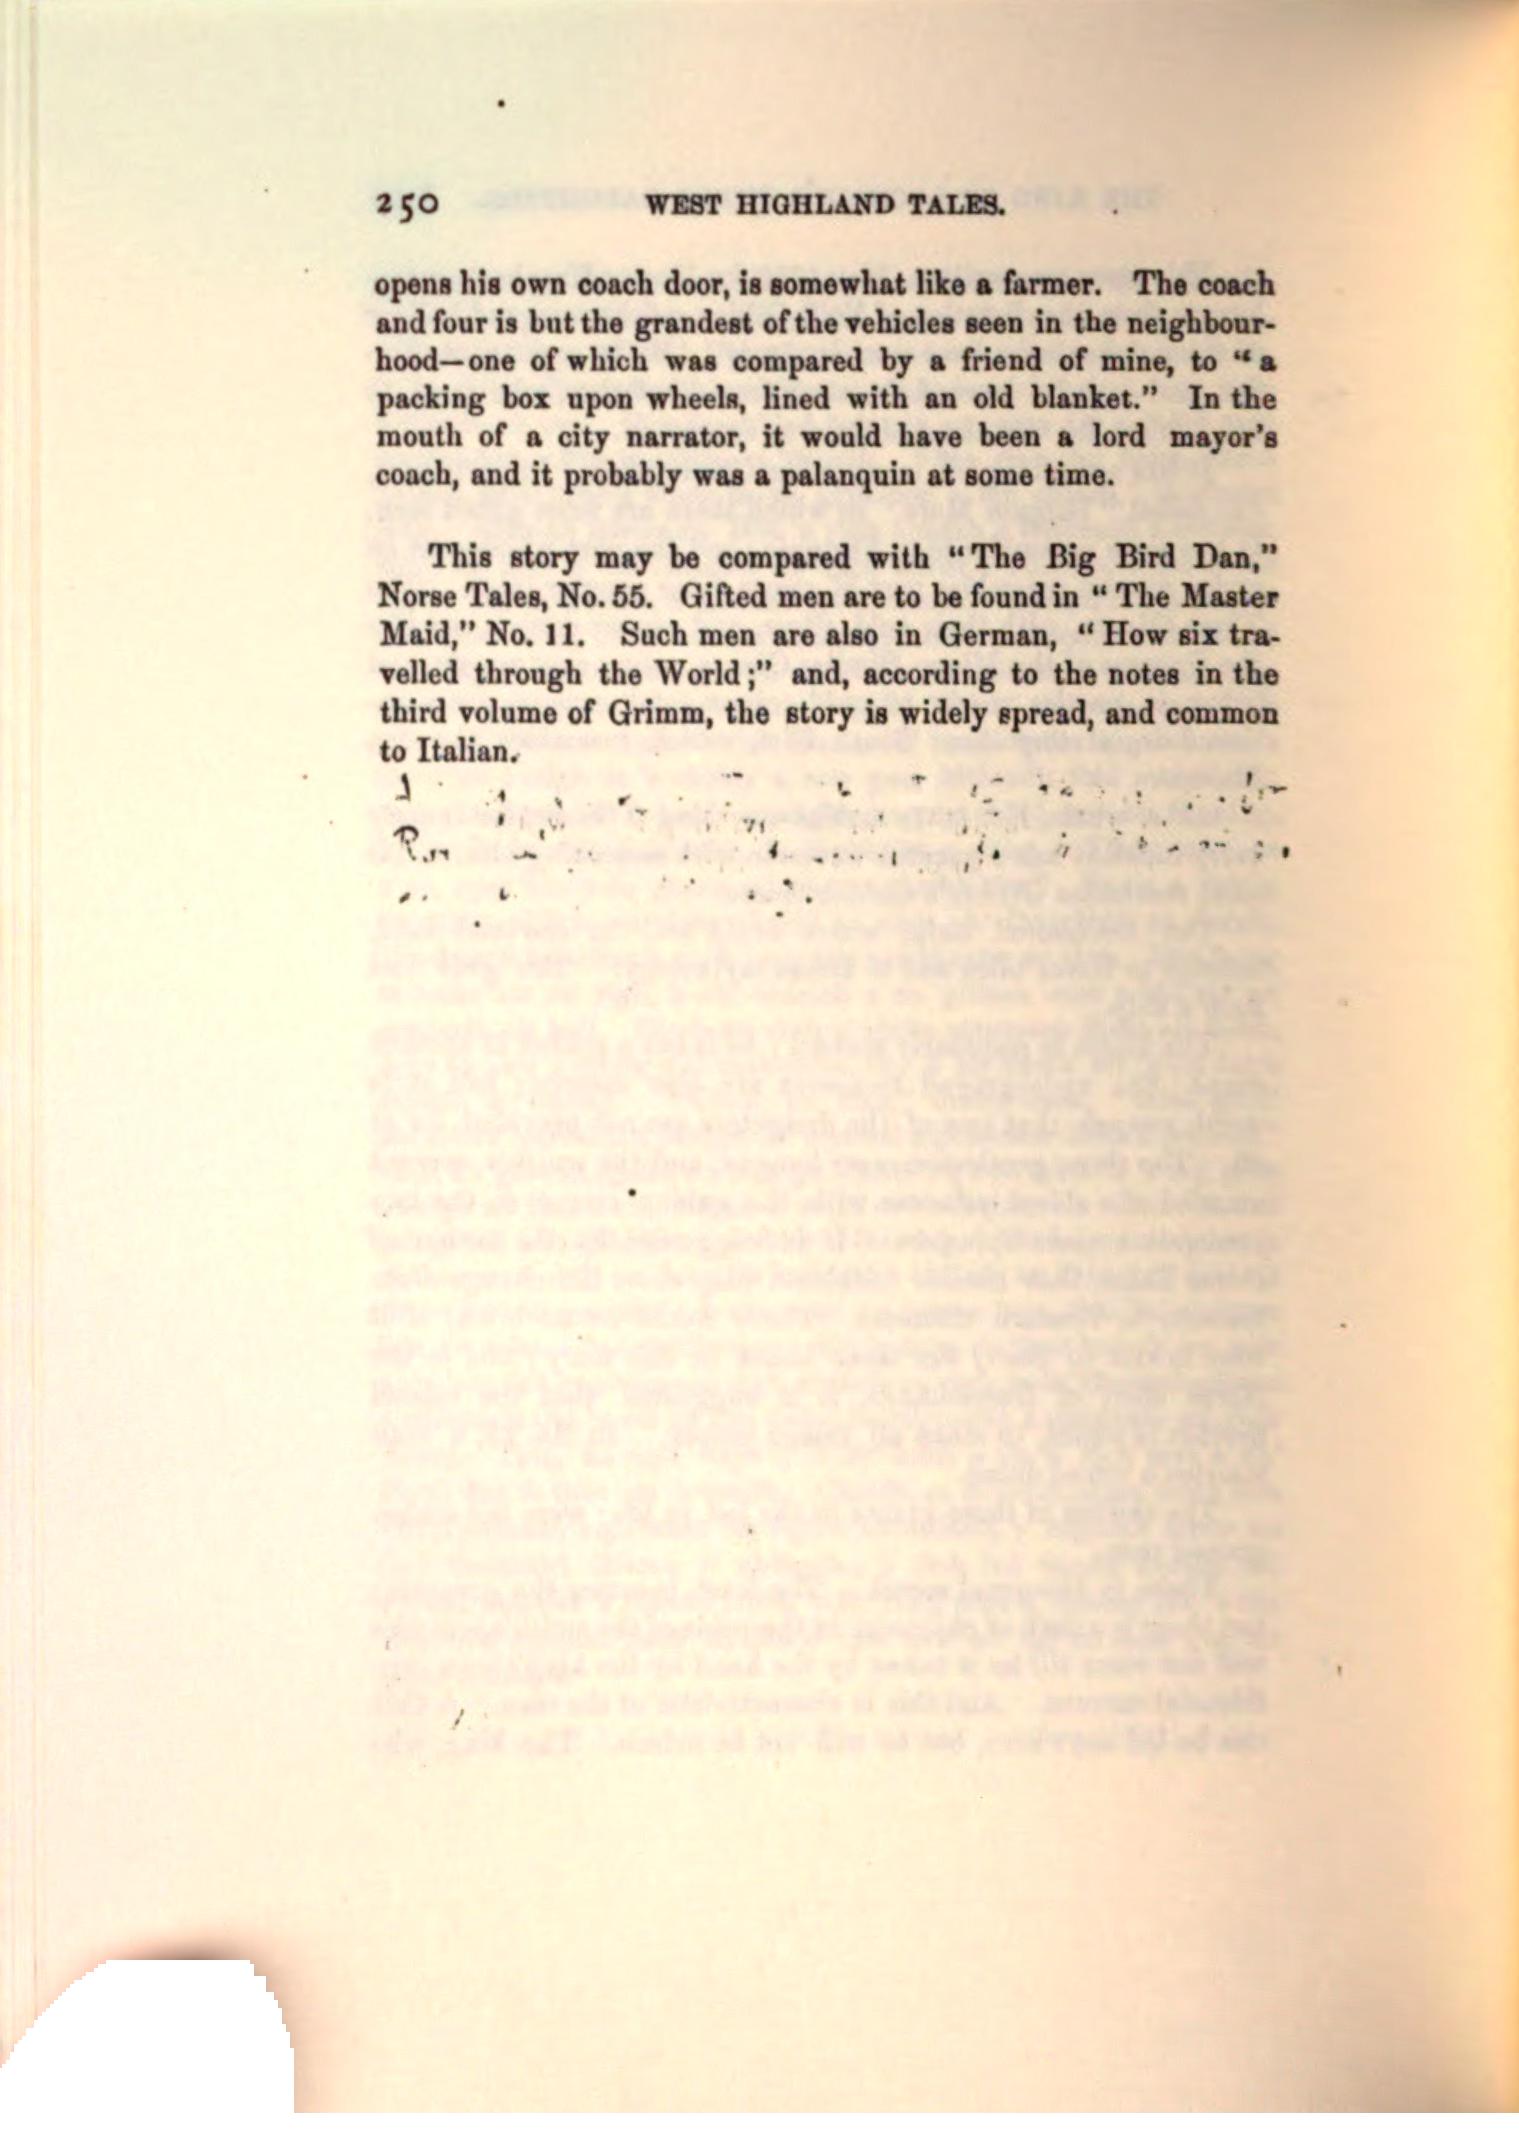 250 WEST HIGHLAND TALES.
opens his own coach door, is somewhat like a farmer. The coach
and four is but the grandest of the vehicles seen in the neighbour-
hood—one of which was compared by a friend of mine, to “a
packing box upon wheels, lined with an old blanket.” In the
mouth of a city narrator, it would have been a lord mayor's
coach, and it probably was a palanquin at some time.
This story may be compared with “The Big Bird Dan,”
Norse Tales, No. 55. Gifted men are to be found in “The Master
Maid,” No. 11. Such men are also in German, “How six tra-
velled through the World;” and, according to the notes in the
third volume of Grimm, the story is widely spread, and common
to Italian.